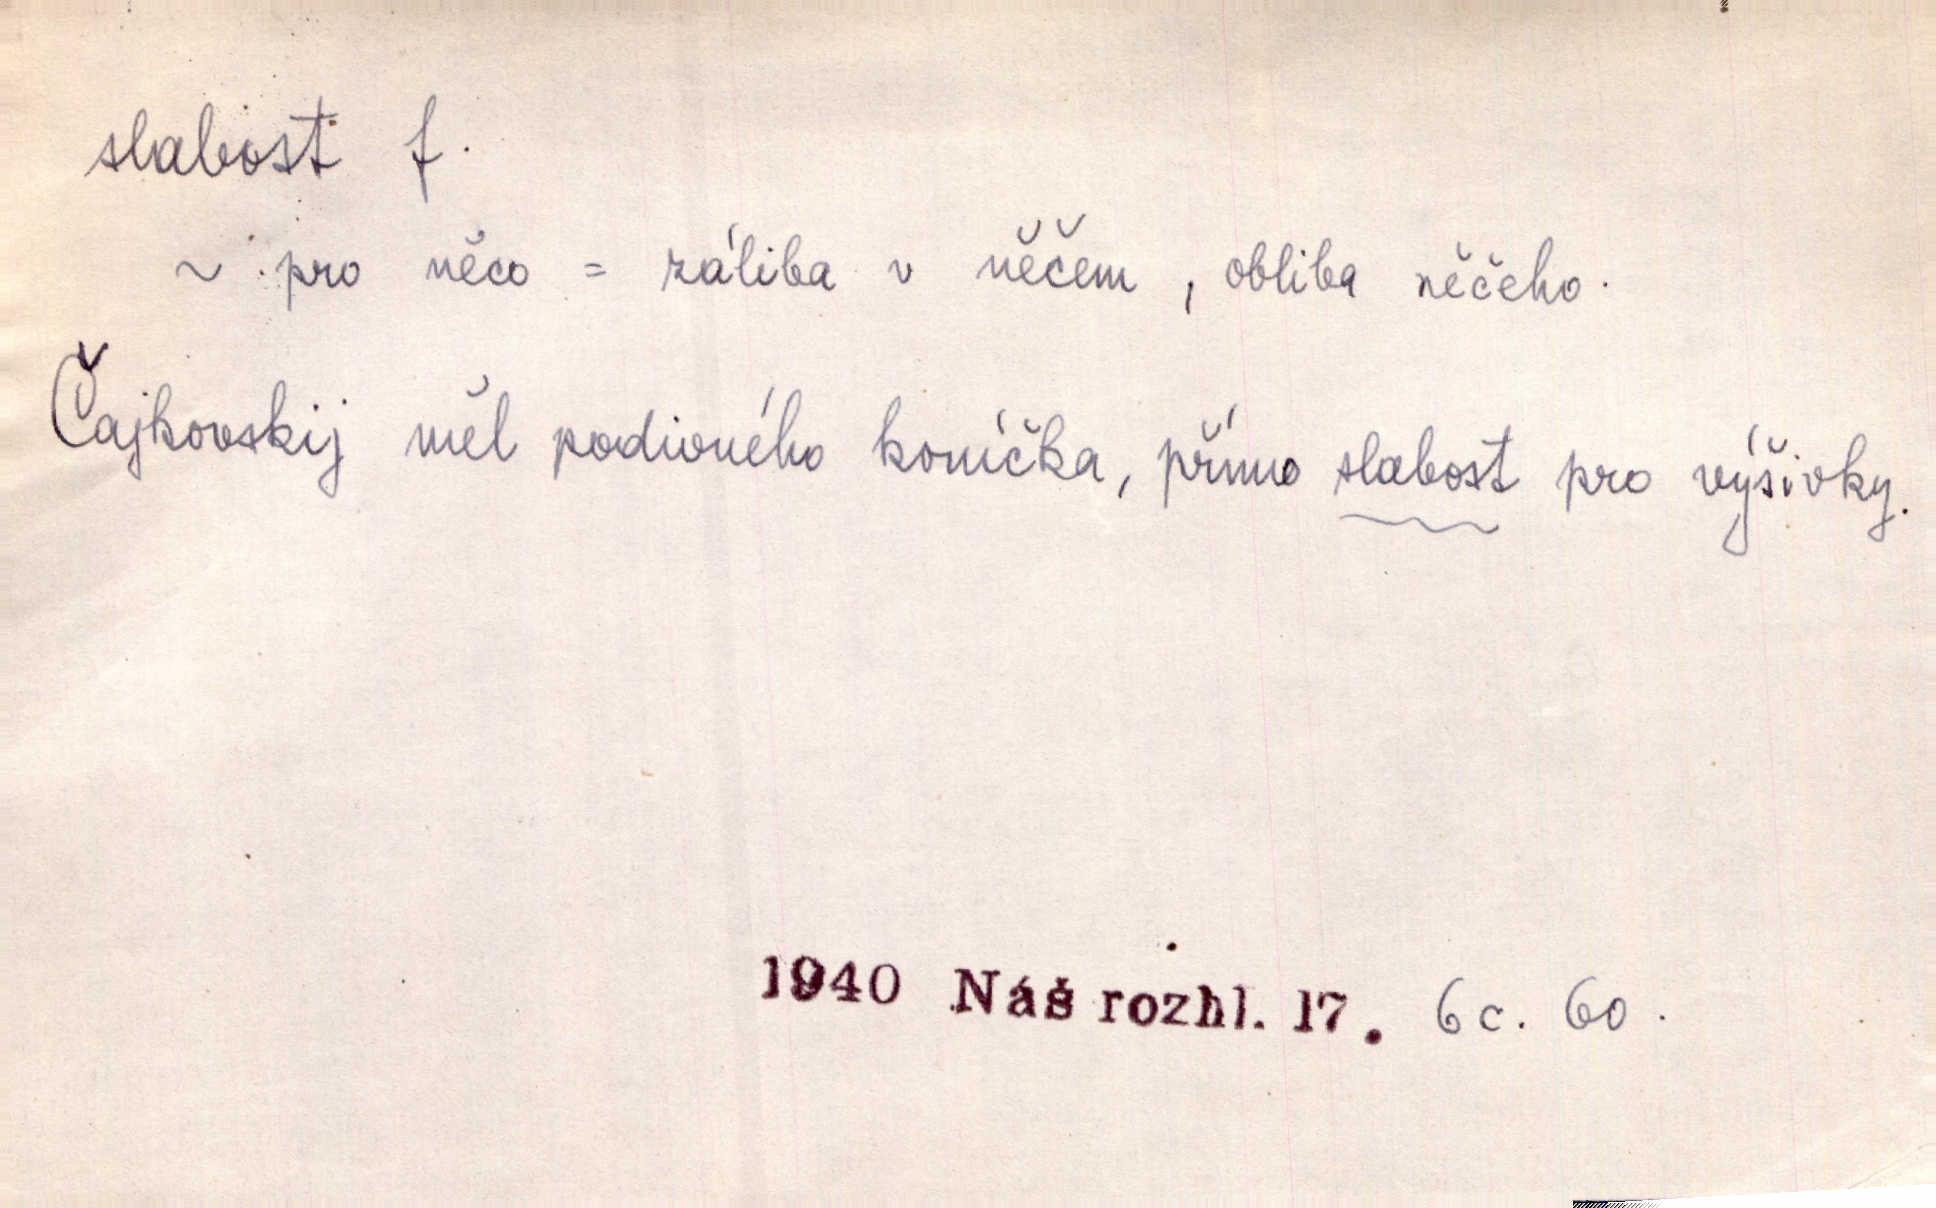 slabost f.
~ pro něco = záliba v něčem, obliba něčeho.
Čajkovskij měl podivného koníčka, přímo slabost pro výšivky.
1940 Náš rozhl. 17. 6c. 60.